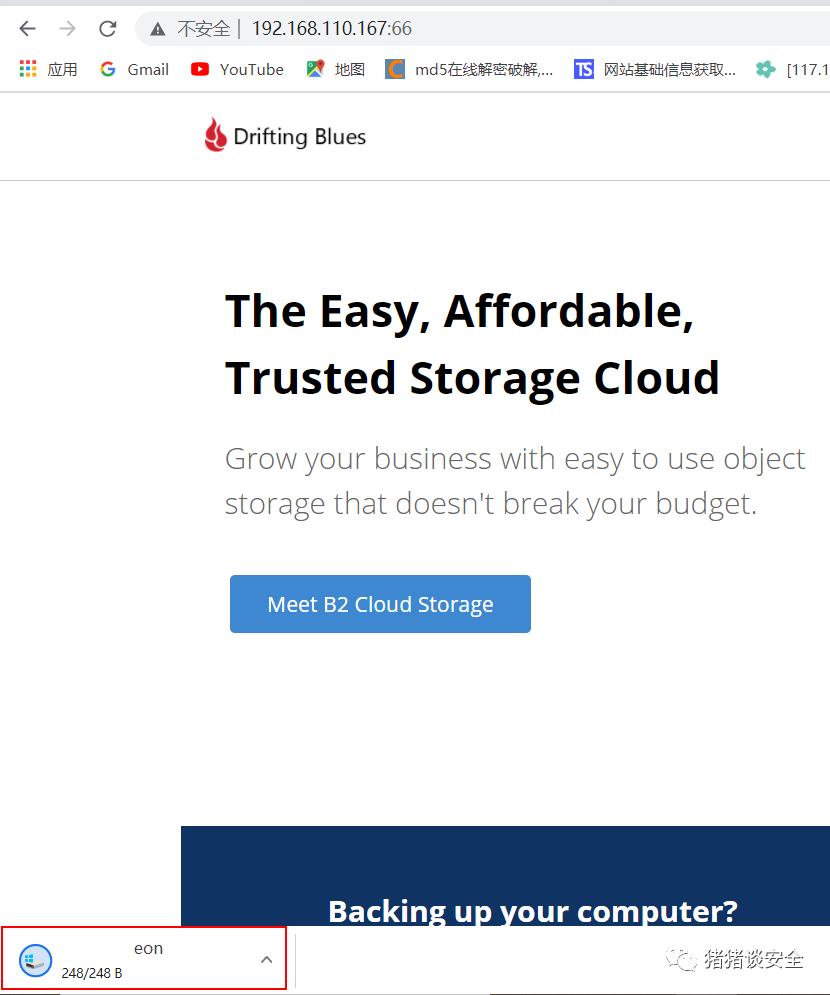 不安全 | 192.168.110.167:66
应用 Gmail YouTube 地图 md5在线解密破解,... 网站基础信息获取... [117.1
Drifting Blues
The Easy, Affordable,
Trusted Storage Cloud
Grow your business with easy to use object
storage that doesn't break your budget.
Meet B2 Cloud Storage
Backing up your computer?
eon
248/248 B
猪猪谈安全